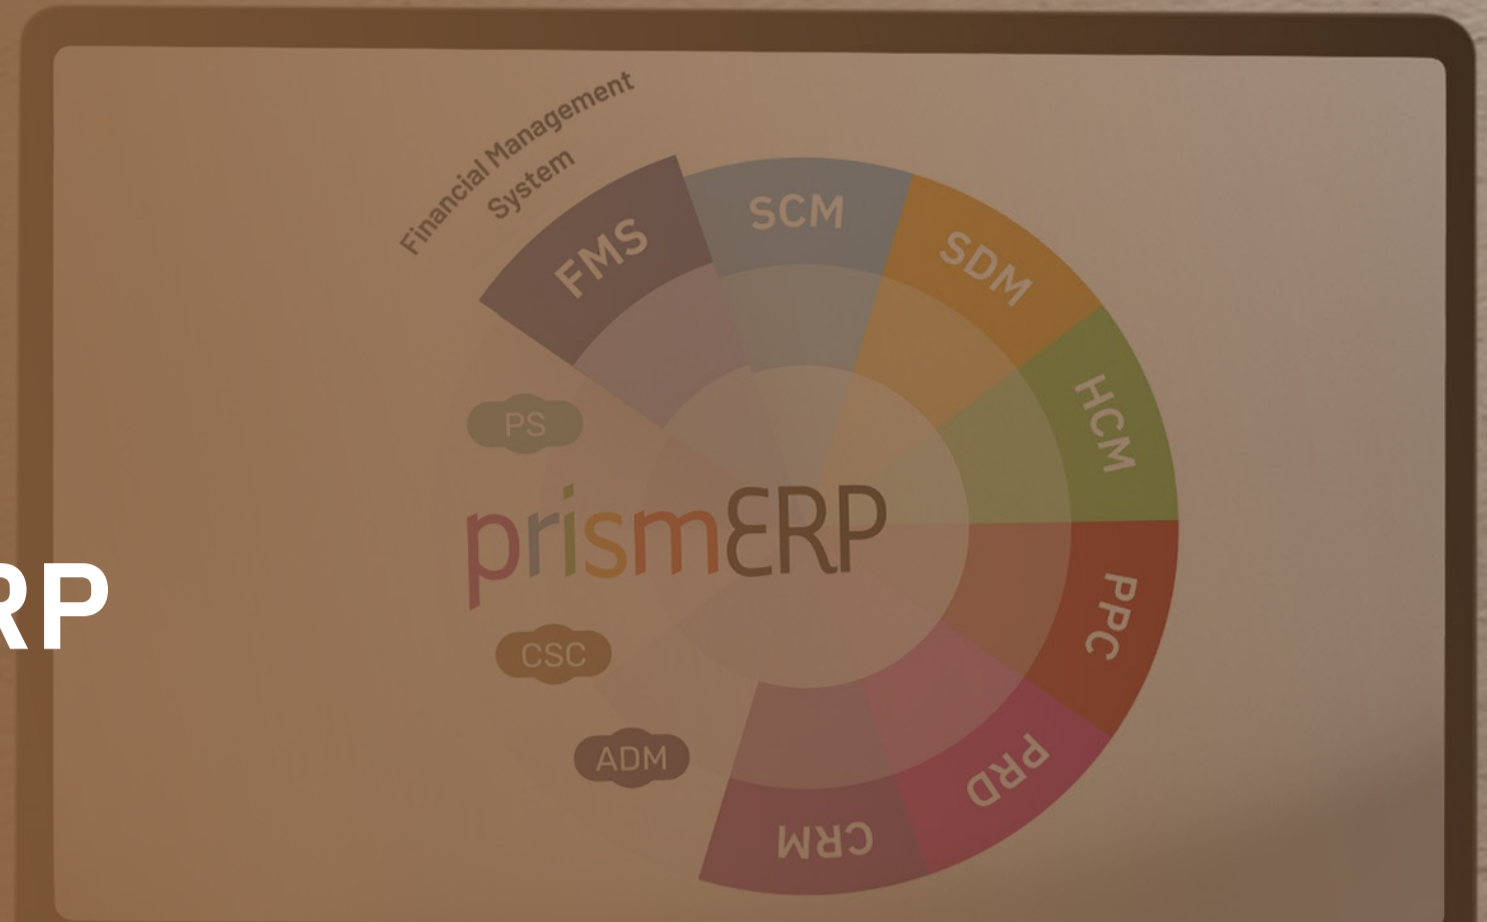 Financial Management
System
FMS
SCM
SDM
HCM
PPC
PRD
CRM
PS
prismERP
CSC
ADM
RP